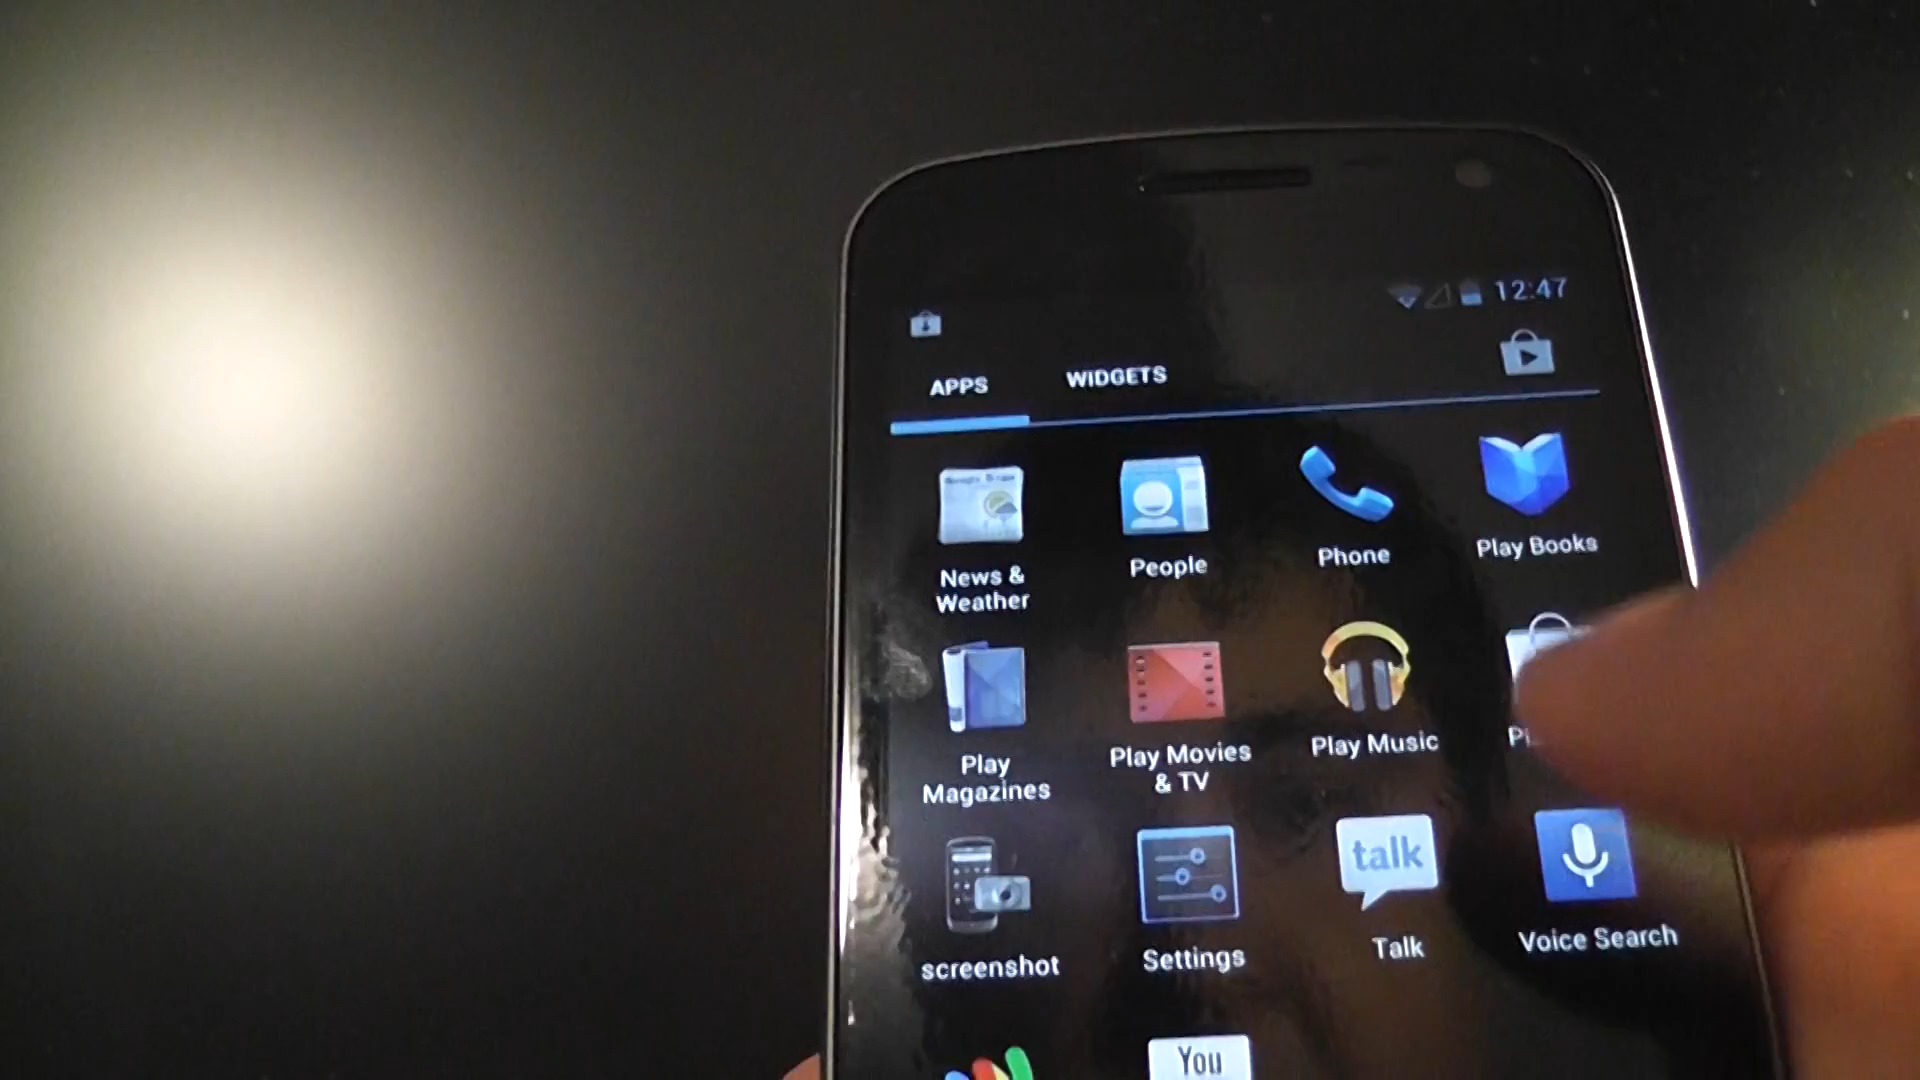 12:47
APPS WIDGETS
News &
Weather
People
Phone
Play Books
Play
Magazines
Play Movies
& TV
Play Music
screenshot
Settings
talk
Talk
Voice Search
You